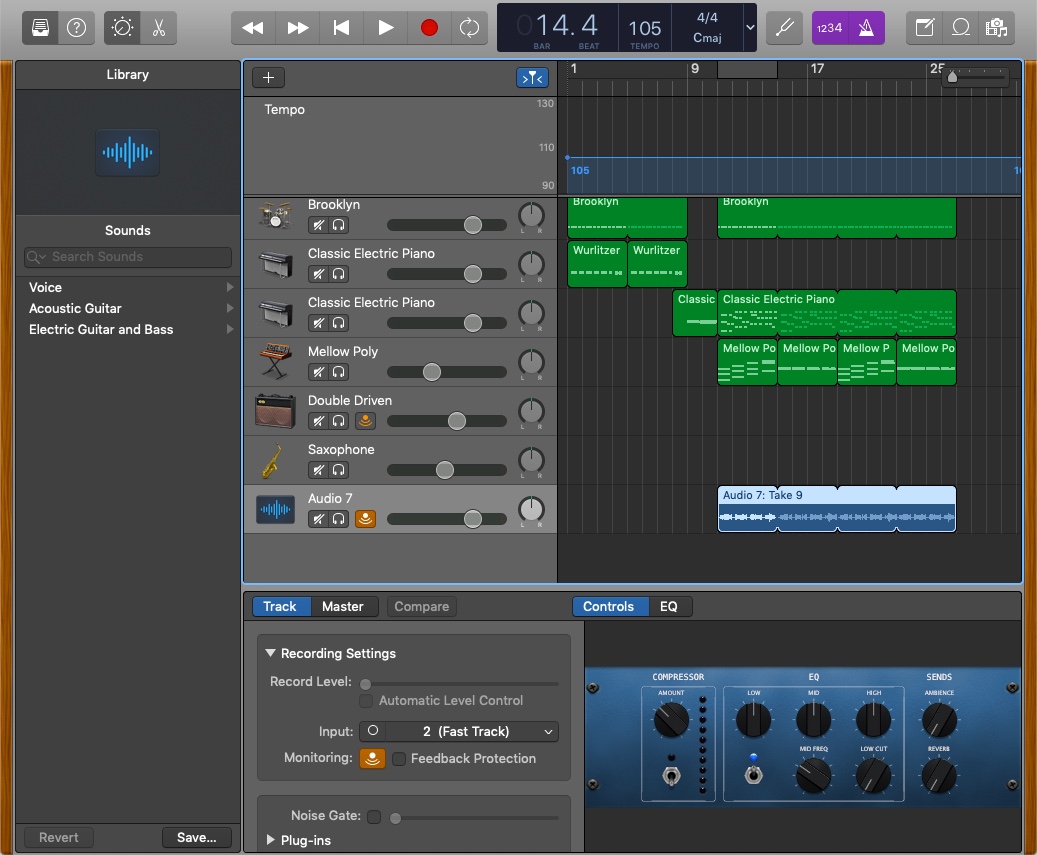 014.4
BAR BEAT
105
TEMPO
4/4
Cmaj
1234
Library
1 9 17 25
Tempo
130
110
90
105
Sounds
Search Sounds
Voice
Acoustic Guitar
Electric Guitar and Bass
Brooklyn
L R
Brooklyn Brooklyn
Classic Electric Piano
L R
Wurlitzer Wurlitzer
Classic Electric Piano
L R
Classic Classic Electric Piano
Mellow Poly
L R
Mellow Po Mellow Po Mellow P Mellow Po
Double Driven
L R
Saxophone
L R
Audio 7
L R
Audio 7: Take 9
Track Master Compare Controls EQ
Recording Settings
Record Level:
Automatic Level Control
Input: 2 (Fast Track)
Monitoring: Feedback Protection
Noise Gate:
Plug-ins
COMPRESSOR EQ SENDS
AMOUNT LOW MID HIGH AMBIENCE
MID FREQ LOW CUT REVERB
Revert Save...